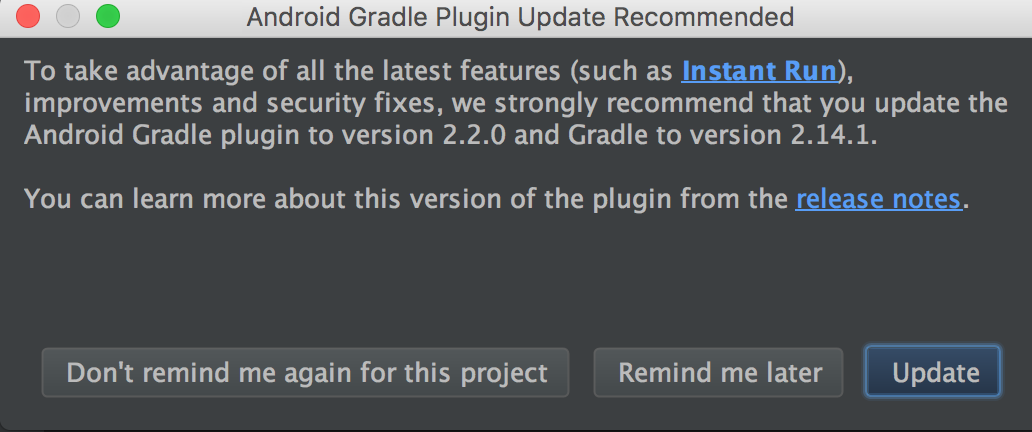 Android Gradle Plugin Update Recommended
To take advantage of all the latest features (such as Instant Run),
improvements and security fixes, we strongly recommend that you update the
Android Gradle plugin to version 2.2.0 and Gradle to version 2.14.1.
You can learn more about this version of the plugin from the release notes.
Don't remind me again for this project
Remind me later
Update